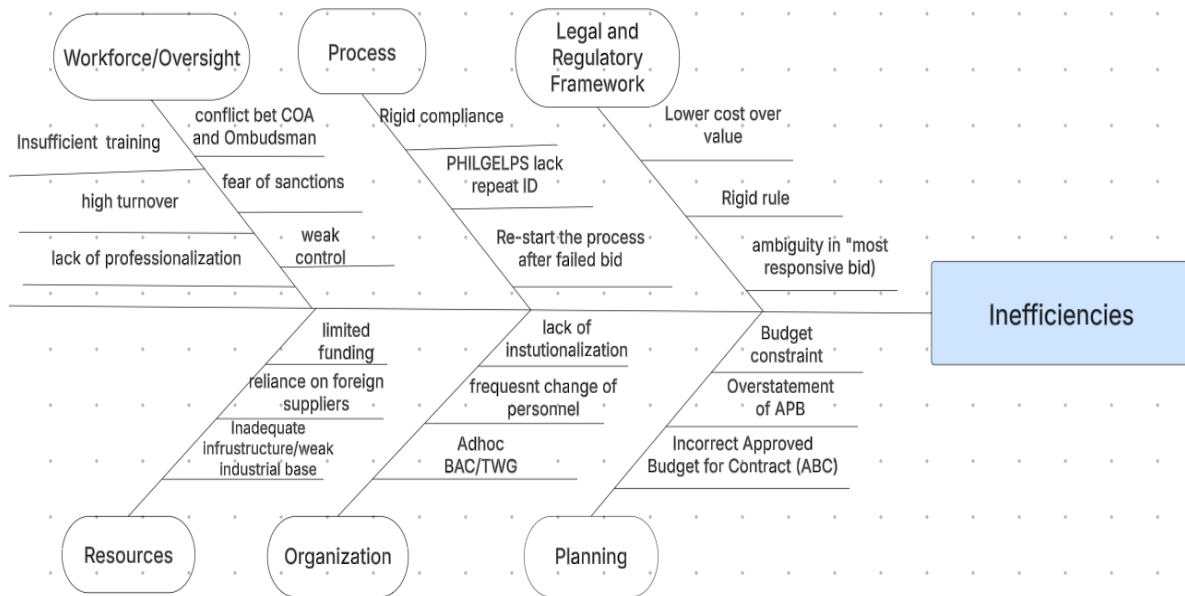 Workforce/Oversight
Process
Legal and
Regulatory
Framework
Insufficient training
conflict bet COA
and Ombudsman
high turnover
fear of sanctions
lack of professionalization
weak
control
Rigid compliance
PHILGELPS lack
repeat ID
Re-start the process
after failed bid
Lower cost over
value
Rigid rule
ambiguity in "most
responsive bid)
Inefficiencies
limited
funding
reliance on foreign
suppliers
Inadequate
infrustructure/weak
industrial base
lack of
instutionalization
frequesnt change of
personnel
Adhoc
BAC/TWG
Budget
constraint
Overstatement
of APB
Incorrect Approved
Budget for Contract (ABC)
Resources
Organization
Planning